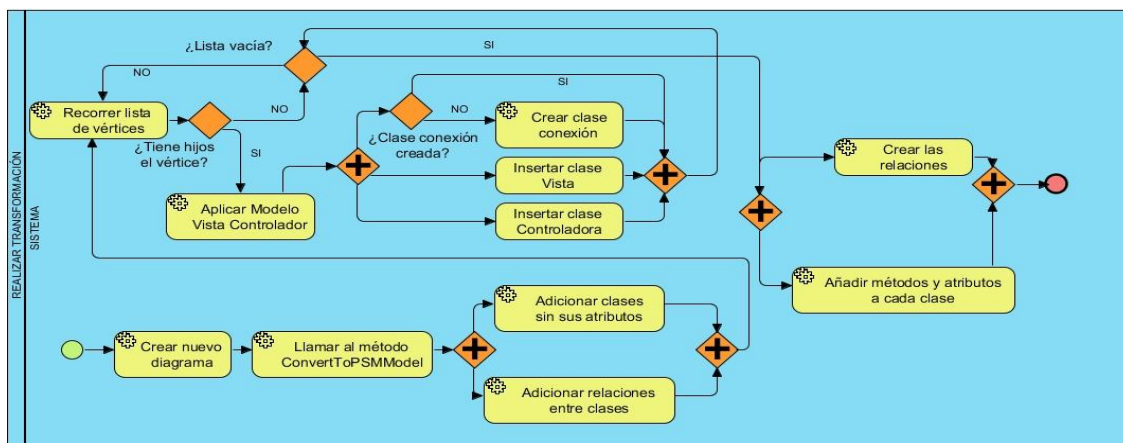 REALIZAR TRANSFORMACIÓN
SISTEMA
¿Lista vacía?
SI
NO
SI
Recorrer lista
de vértices
NO
NO
Crear clase
conexión
¿Tiene hijos
el vértice?
¿Clase conexión
creada?
SI
Crear las
relaciones
Insertar clase
Vista
Aplicar Modelo
Vista Controlador
Insertar clase
Controladora
Añadir métodos y atributos
a cada clase
Adicionar clases
sin sus atributos
Crear nuevo
diagrama
Llamar al método
ConvertToPSMModel
Adicionar relaciones
entre clases